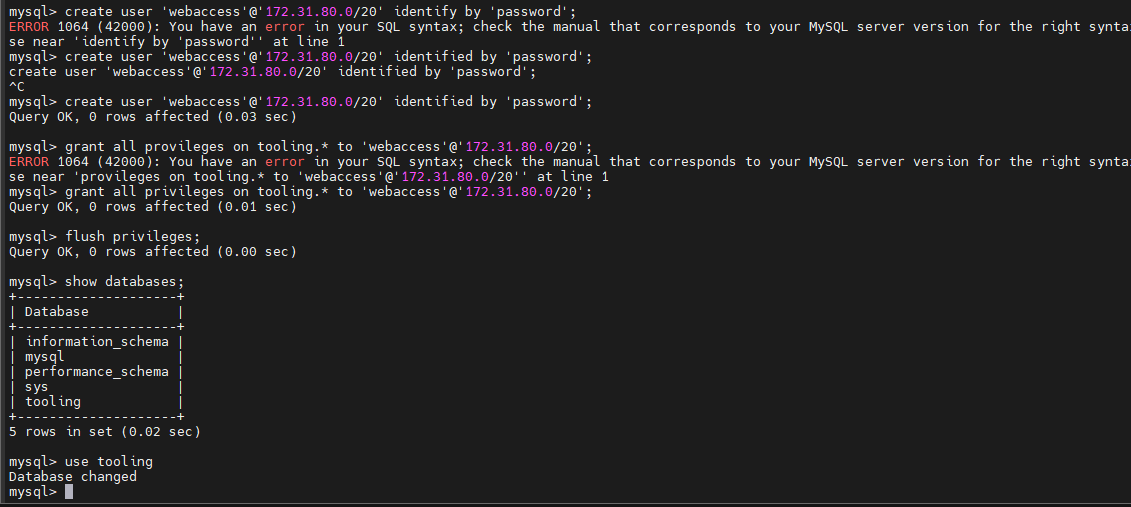 mysql> create user 'webaccess'@'172.31.80.0/20' identify by 'password';
ERROR 1064 (42000): You have an error in your SQL syntax; check the manual that corresponds to your MySQL server version for the right synta
se near 'identify by 'password'' at line 1
mysql> create user 'webaccess'@'172.31.80.0/20' identified by 'password';
create user 'webaccess'@'172.31.80.0/20' identified by 'password';
^C
mysql> create user 'webaccess'@'172.31.80.0/20' identified by 'password';
Query OK, 0 rows affected (0.03 sec)
mysql> grant all provileges on tooling.* to 'webaccess'@'172.31.80.0/20';
ERROR 1064 (42000): You have an error in your SQL syntax; check the manual that corresponds to your MySQL server version for the right synta
se near 'provileges on tooling.* to 'webaccess'@'172.31.80.0/20'' at line 1
mysql> grant all privileges on tooling.* to 'webaccess'@'172.31.80.0/20';
Query OK, 0 rows affected (0.01 sec)
mysql> flush privileges;
Query OK, 0 rows affected (0.00 sec)
mysql> show databases;
+--------------------+
| Database           |
+--------------------+
| information_schema |
| mysql              |
| performance_schema |
| sys                |
| tooling            |
+--------------------+
5 rows in set (0.02 sec)
mysql> use tooling
Database changed
mysql>